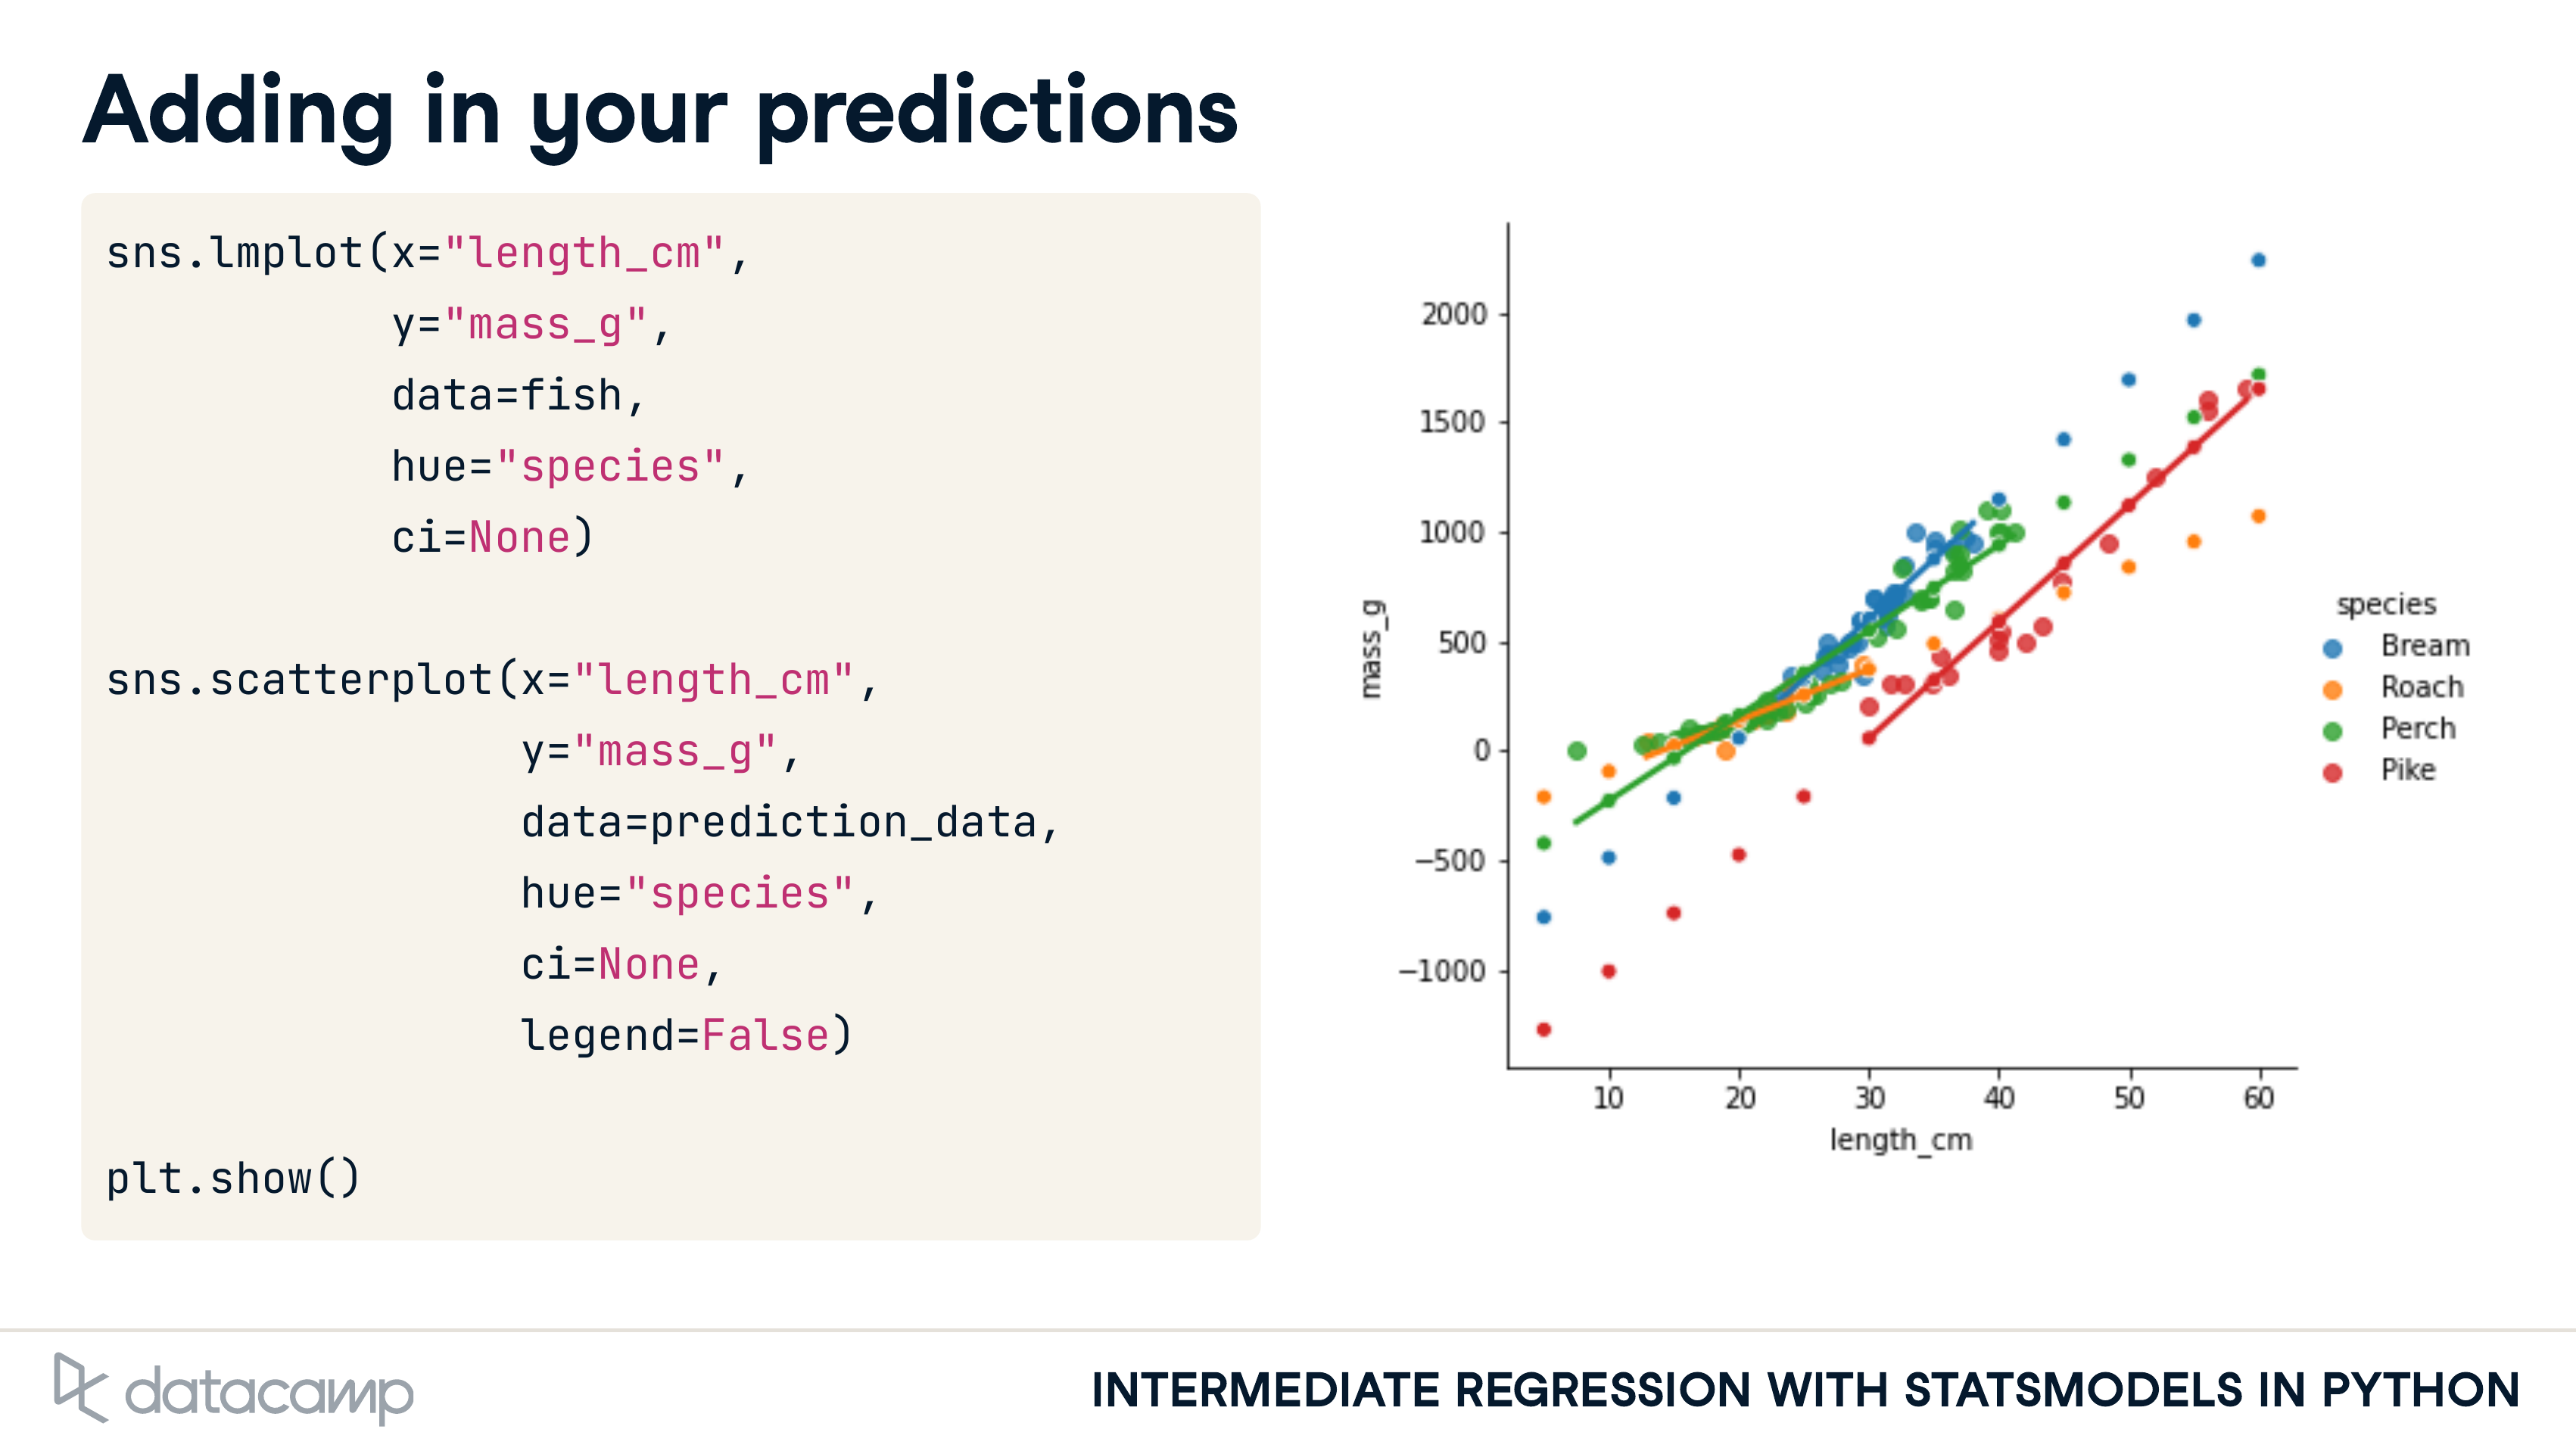 Adding in your predictions
sns.lmplot(x="length_cm",
y="mass_g",
data=fish,
hue="species",
ci=None)
sns.scatterplot(x="length_cm",
y="mass_g",
data=prediction_data,
hue="species",
ci=None,
legend=False)
plt.show()
2000
1500
1000
500
0
−500
−1000
mass_g
10 20 30 40 50 60
length_cm
species
Bream
Roach
Perch
Pike
datacamp
INTERMEDIATE REGRESSION WITH STATSMODELS IN PYTHON